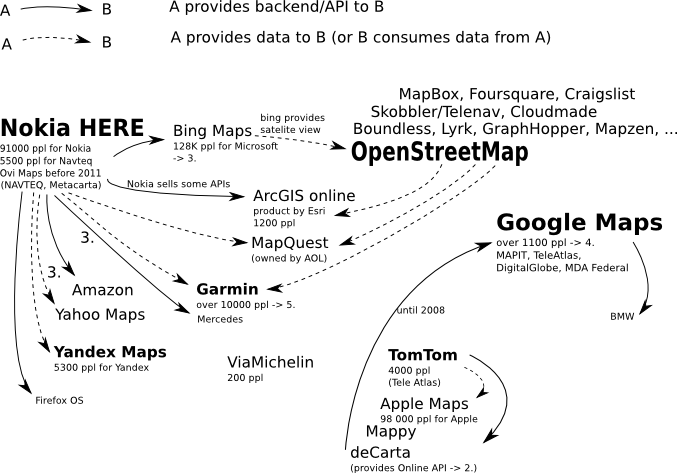 A B A provides backend/API to B
A B A provides data to B (or B consumes data from A)
MapBox, Foursquare, Craigslist
Skobbler/Telenav, Cloudmade
Boundless, Lyrk, GraphHopper, Mapzen, ...
OpenStreetMap
Nokia HERE
91000 ppl for Nokia
5500 ppl for Navteq
Ovi Maps before 2011
(NAVTEQ, Metacarta)
Bing Maps
128K ppl for Microsoft
-> 3.
bing provides
satelite view
Nokia sells some APIs
ArcGIS online
product by Esri
1200 ppl
MapQuest
(owned by AOL)
Google Maps
over 1100 ppl -> 4.
MAPIT, TeleAtlas,
DigitalGlobe, MDA Federal
3.
3.
Amazon
Yahoo Maps
Garmin
over 10000 ppl -> 5.
Mercedes
until 2008
BMW
Yandex Maps
5300 ppl for Yandex
Firefox OS
ViaMichelin
200 ppl
TomTom
4000 ppl
(Tele Atlas)
Apple Maps
98 000 ppl for Apple
Mappy
deCarta
(provides Online API -> 2.)